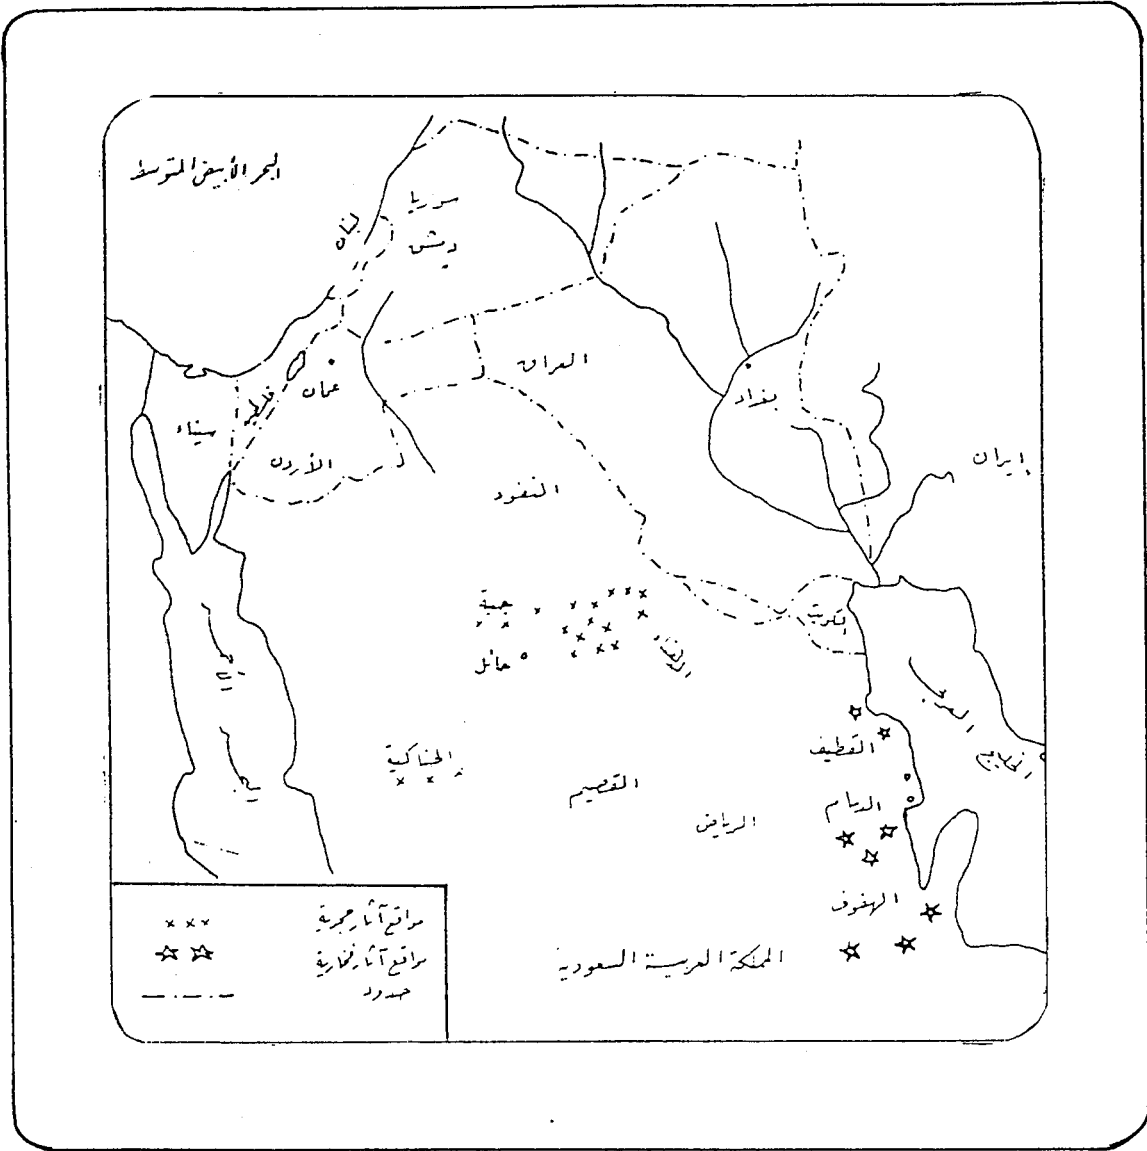 البحر الأبيض المتوسط
سوريا
لبنان
دمشق
العراق
عمان
بغداد
سيناء
الأردن
إيران
النفود
جبة
الكويت
حائل
العربي
الخليج
القطيف
الحناكية
القصيم
الدمام
الرياض
الهفوف
المملكة العربية السعودية
مواقع آثار حجرية
مواقع آثار فخارية
حدود